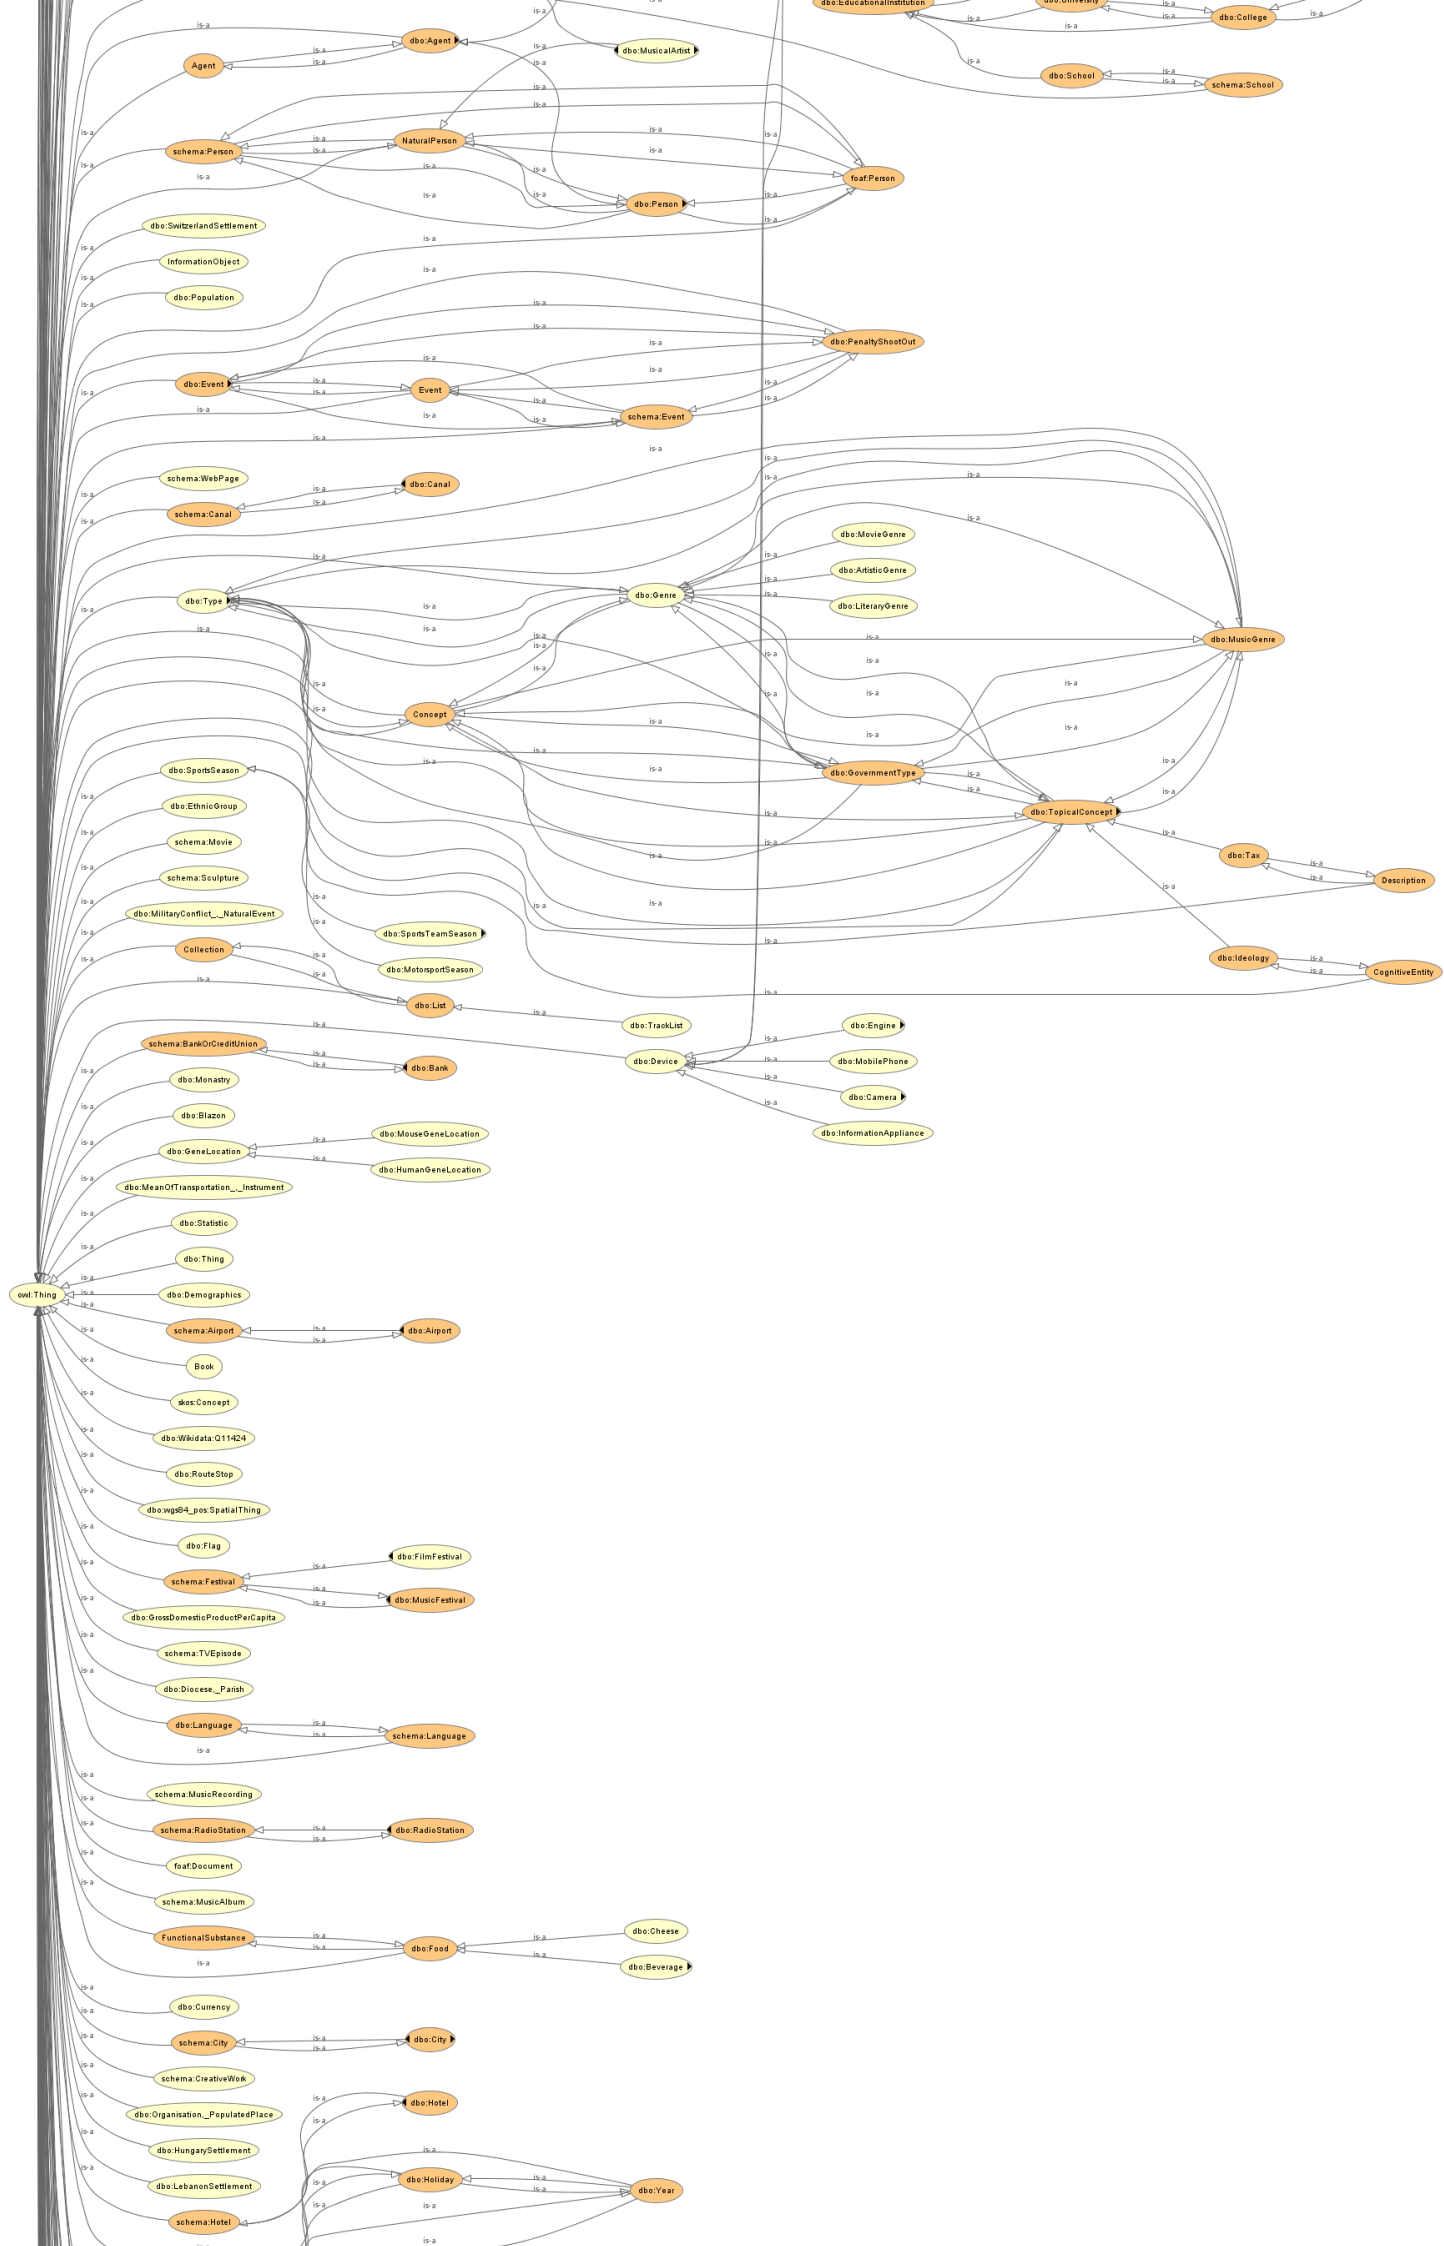 dbo:EducationalInstitution
dbo:University
dbo:College
dbo:Agent
Agent
dbo:MusicalArtist
dbo:School
schema:School
schema:Person
NaturalPerson
foaf:Person
dbo:Person
dbo:SwitzerlandSettlement
InformationObject
dbo:Population
dbo:PenaltyShootOut
dbo:Event
Event
schema:Event
schema:WebPage
dbo:Canal
schema:Canal
dbo:MovieGenre
dbo:ArtisticGenre
dbo:Type
dbo:Genre
dbo:LiteraryGenre
dbo:MusicGenre
Concept
dbo:SportsSeason
dbo:GovernmentType
dbo:EthnicGroup
dbo:TopicalConcept
schema:Movie
dbo:Tax
schema:Sculpture
Description
dbo:MilitaryConflict_,_NaturalEvent
dbo:SportsTeamSeason
Collection
dbo:Ideology
dbo:MotorsportSeason
CognitiveEntity
dbo:List
dbo:TrackList
dbo:Engine
schema:BankOrCreditUnion
dbo:Bank
dbo:Device
dbo:MobilePhone
dbo:Monastry
dbo:Camera
dbo:Blazon
dbo:MouseGeneLocation
dbo:InformationAppliance
dbo:GeneLocation
dbo:HumanGeneLocation
dbo:MeanOfTransportation_,_Instrument
dbo:Statistic
dbo:Thing
owl:Thing
dbo:Demographics
schema:Airport
dbo:Airport
Book
skos:Concept
dbo:Wikidata:Q11424
dbo:RouteStop
dbo:wgs84_pos:SpatialThing
dbo:Flag
dbo:FilmFestival
schema:Festival
dbo:MusicFestival
dbo:GrossDomesticProductPerCapita
schema:TVEpisode
dbo:Diocese,_Parish
dbo:Language
schema:Language
is-a
schema:MusicRecording
schema:RadioStation
dbo:RadioStation
foaf:Document
schema:MusicAlbum
FunctionalSubstance
dbo:Food
dbo:Cheese
dbo:Beverage
dbo:Currency
schema:City
dbo:City
schema:CreativeWork
dbo:Hotel
dbo:Organisation,_PopulatedPlace
dbo:HungarySettlement
dbo:LebanonSettlement
dbo:Holiday
dbo:Year
schema:Hotel